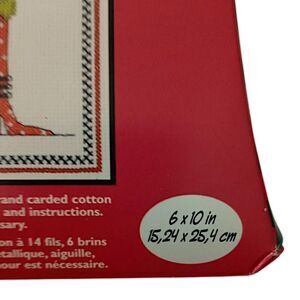 and carded cotton
and instructions.
sary.
on à 14 fils, 6 brins
étallique, aiguille,
our est nécessaire.
6 x 10 in
15,24 x 25,4 cm